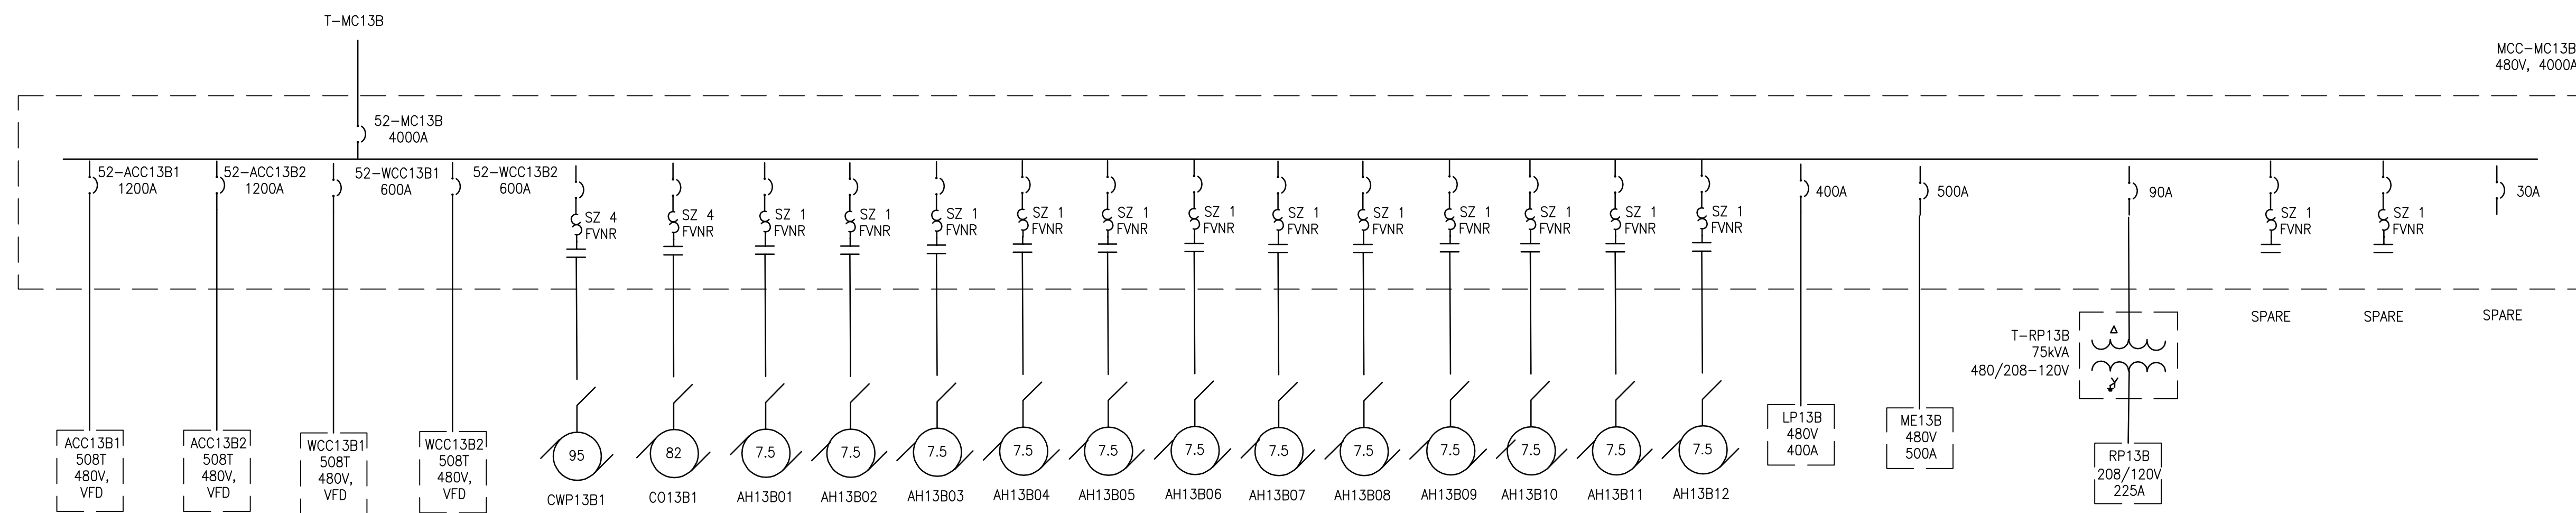 T-MC13B
MCC-MC13B
480V, 4000A
52-MC13B
4000A
52-ACC13B1
1200A
52-ACC13B2
1200A
52-WCC13B1
600A
52-WCC13B2
600A
SZ 4
FVNR
SZ 4
FVNR
SZ 1
FVNR
SZ 1
FVNR
SZ 1
FVNR
SZ 1
FVNR
SZ 1
FVNR
SZ 1
FVNR
SZ 1
FVNR
SZ 1
FVNR
SZ 1
FVNR
SZ 1
FVNR
SZ 1
FVNR
SZ 1
FVNR
400A
500A
90A
SZ 1
FVNR
SZ 1
FVNR
30A
SPARE
SPARE
SPARE
T-RP13B
75kVA
480/208-120V
Δ
Y
ACC13B1
508T
480V,
VFD
ACC13B2
508T
480V,
VFD
WCC13B1
508T
480V,
VFD
WCC13B2
508T
480V,
VFD
95
CWP13B1
82
CO13B1
7.5
AH13B01
7.5
AH13B02
7.5
AH13B03
7.5
AH13B04
7.5
AH13B05
7.5
AH13B06
7.5
AH13B07
7.5
AH13B08
7.5
AH13B09
7.5
AH13B10
7.5
AH13B11
7.5
AH13B12
LP13B
480V
400A
ME13B
480V
500A
RP13B
208/120V
225A